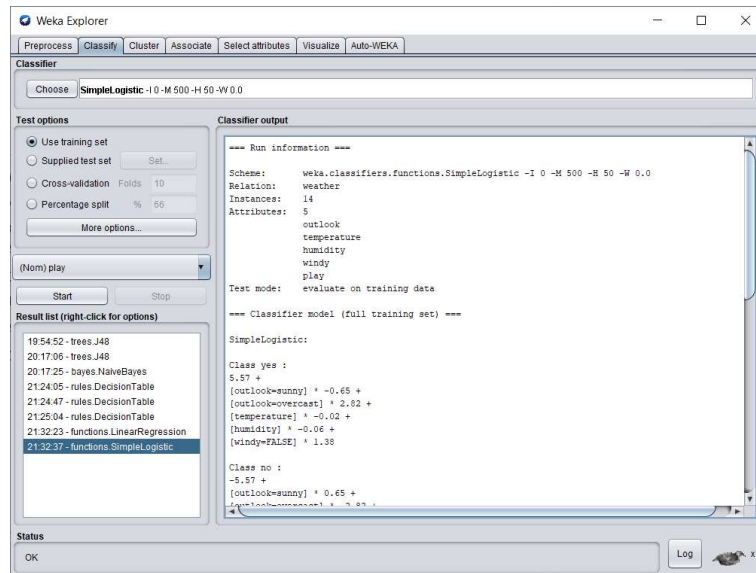 Weka Explorer
Preprocess Classify Cluster Associate Select attributes Visualize Auto-WEKA
Classifier
Choose SimpleLogistic -I 0 -M 500 -H 50 -W 0.0
Test options
Use training set
Supplied test set Set...
Cross-validation Folds 10
Percentage split % 66
More options...
(Nom) play
Start Stop
Result list (right-click for options)
19:54:52 - trees.J48
20:17:06 - trees.J48
20:17:25 - bayes.NaiveBayes
21:24:05 - rules.DecisionTable
21:24:47 - rules.DecisionTable
21:25:04 - rules.DecisionTable
21:32:23 - functions.LinearRegression
21:32:37 - functions.SimpleLogistic
Classifier output
=== Run information ===
Scheme: weka.classifiers.functions.SimpleLogistic -I 0 -M 500 -H 50 -W 0.0
Relation: weather
Instances: 14
Attributes: 5
outlook
temperature
humidity
windy
play
Test mode: evaluate on training data
=== Classifier model (full training set) ===
SimpleLogistic:
Class yes :
5.57 +
[outlook=sunny] * -0.65 +
[outlook=overcast] * 2.82 +
[temperature] * -0.02 +
[humidity] * -0.06 +
[windy=FALSE] * 1.38
Class no :
-5.57 +
[outlook=sunny] * 0.65 +
[outlook=overcast] * -2.82 +
Status
OK
Log
x